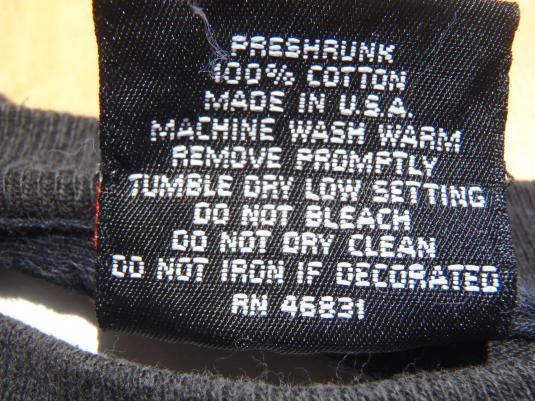 PRESHRUNK
100% COTTON
MADE IN U.S.A.
MACHINE WASH WARM
REMOVE PROMPTLY
TUMBLE DRY LOW SETTING
DO NOT BLEACH
DO NOT DRY CLEAN
DO NOT IRON IF DECORATED
RN 46831